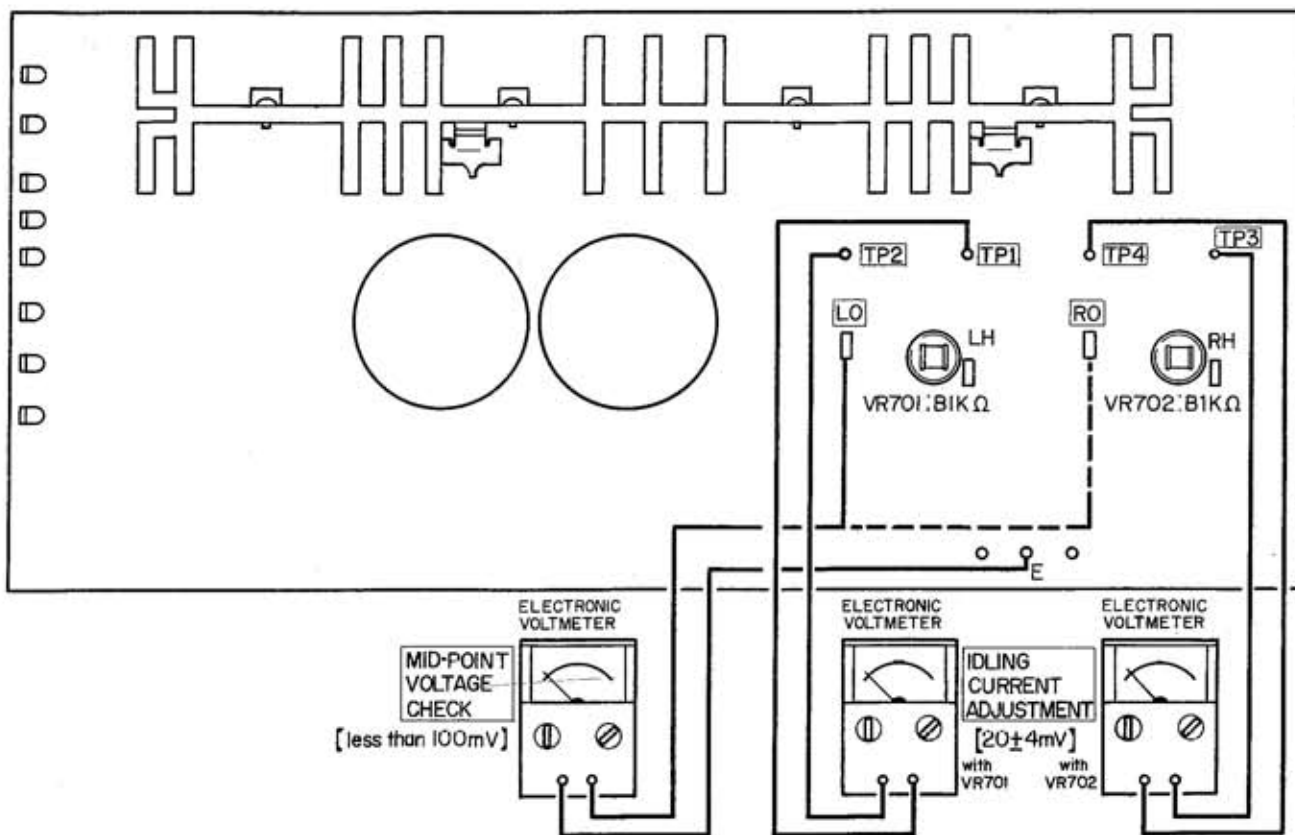 TP2
TP1
TP4
TP3
LO
RO
LH
RH
VR701:B1KΩ
VR702:B1KΩ
E
ELECTRONIC
VOLTMETER
MID-POINT
VOLTAGE
CHECK
[less than 100mV]
ELECTRONIC
VOLTMETER
IDLING
CURRENT
ADJUSTMENT
[20±4mV]
with
VR701
with
VR702
ELECTRONIC
VOLTMETER